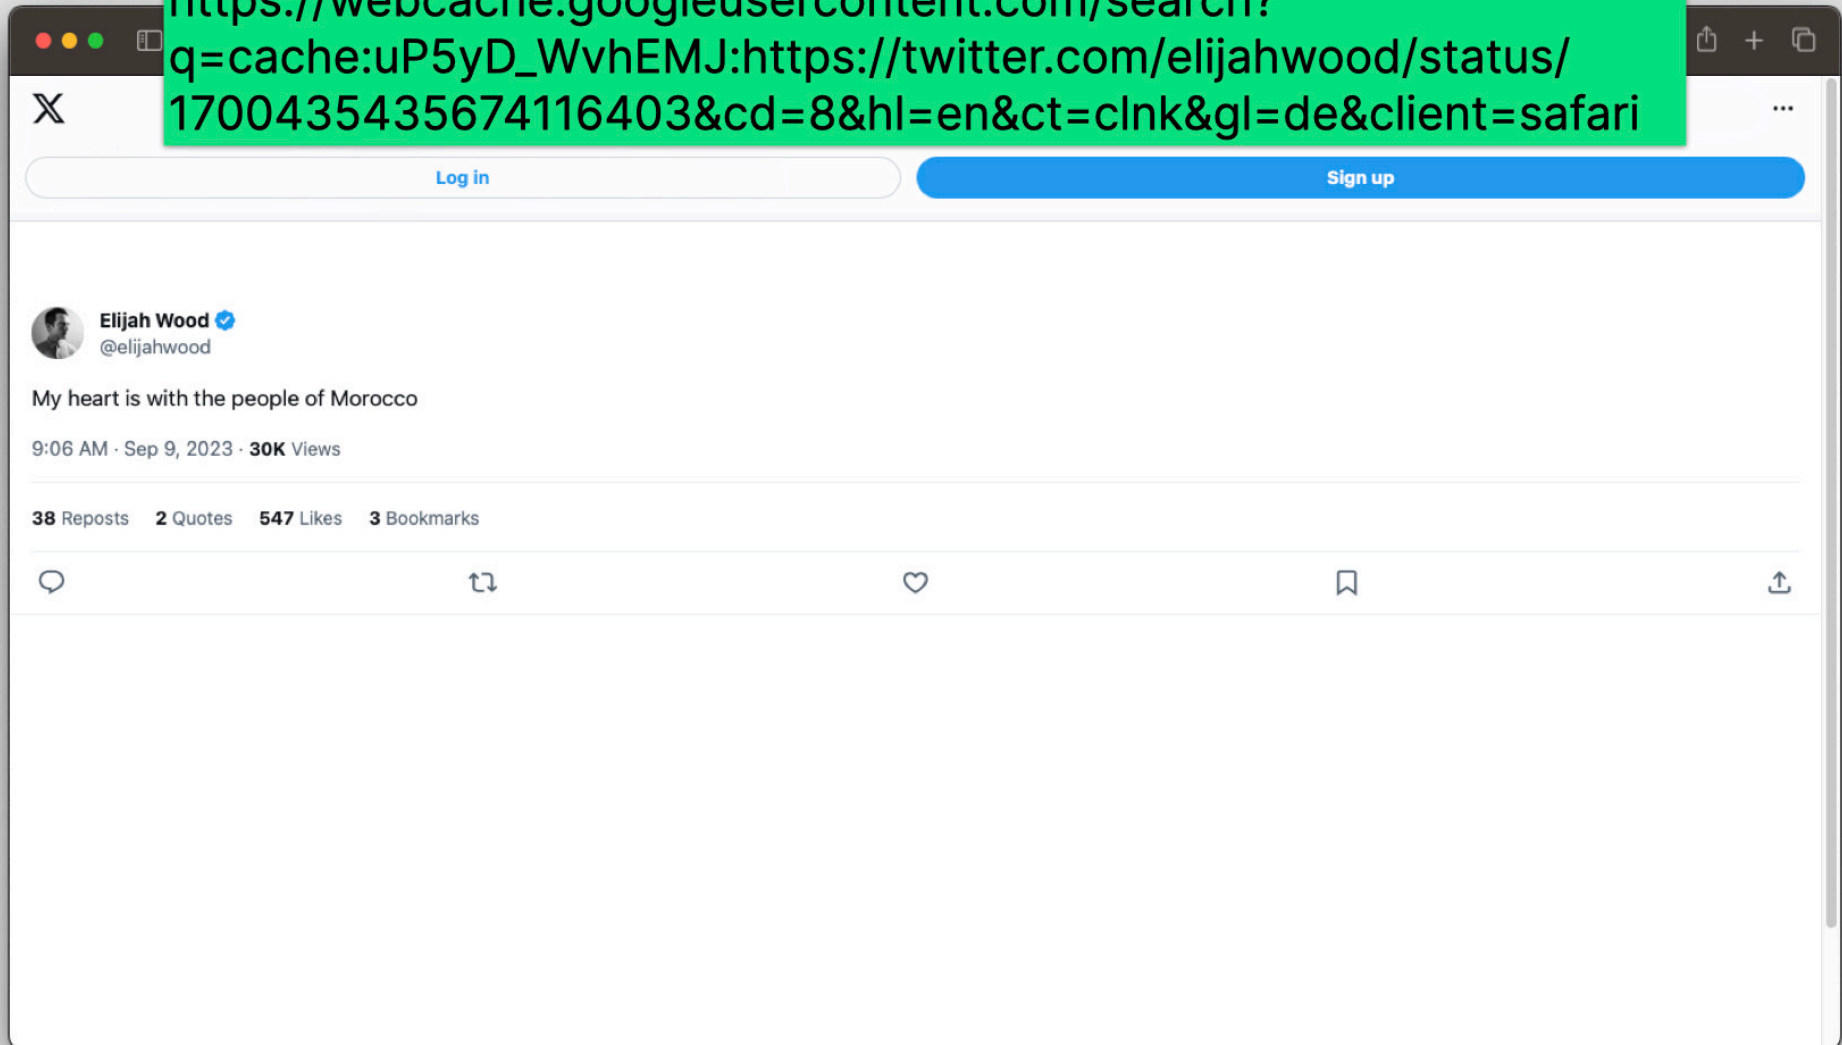 https://webcache.googleusercontent.com/search?
q=cache:uP5yD_WvhEMJ:https://twitter.com/elijahwood/status/
1700435435674116403&cd=8&hl=en&ct=clnk&gl=de&client=safari
Log in
Sign up
Elijah Wood
@elijahwood
My heart is with the people of Morocco
9:06 AM · Sep 9, 2023 · 30K Views
38 Reposts 2 Quotes 547 Likes 3 Bookmarks